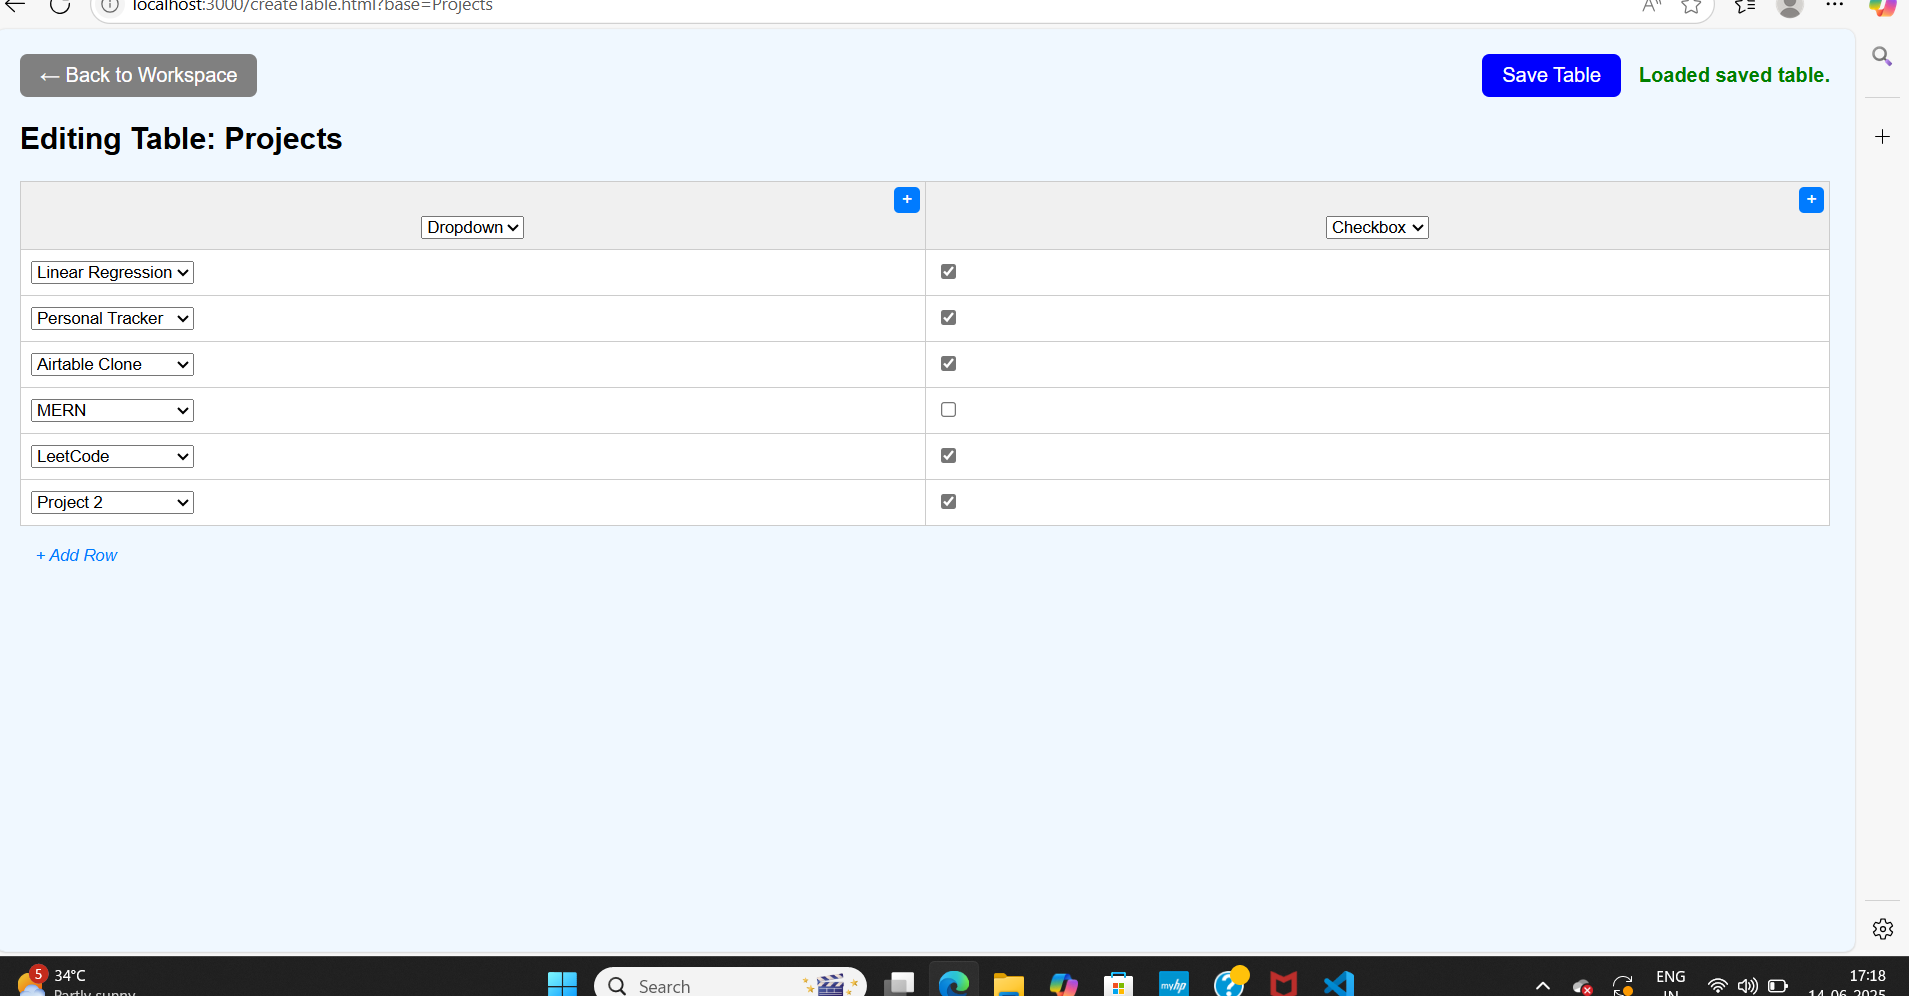 localhost:3000/createTable.html?base=Projects
← Back to Workspace
Save Table
Loaded saved table.
Editing Table: Projects
+
+
Dropdown
Checkbox
Linear Regression
Personal Tracker
Airtable Clone
MERN
LeetCode
Project 2
+ Add Row
5
34°C
Partly sunny
Search
myhp
ENG
IN
17:18
14-06-2025